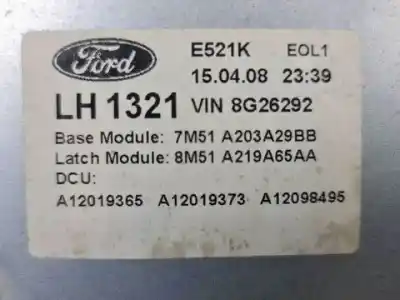 Ford E521K EOL1
15.04.08 23:39
LH 1321 VIN 8G26292
Base Module: 7M51 A203A29BB
Latch Module: 8M51 A219A65AA
DCU:
A12019365 A12019373 A12098495